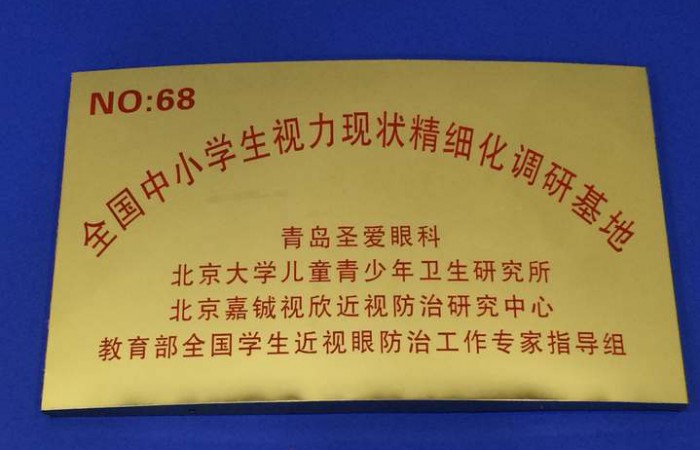 NO:68
全国中小学生视力现状精细化调研基地
青岛圣爱眼科
北京大学儿童青少年卫生研究所
北京嘉铖视欣近视防治研究中心
教育部全国学生近视眼防治工作专家指导组